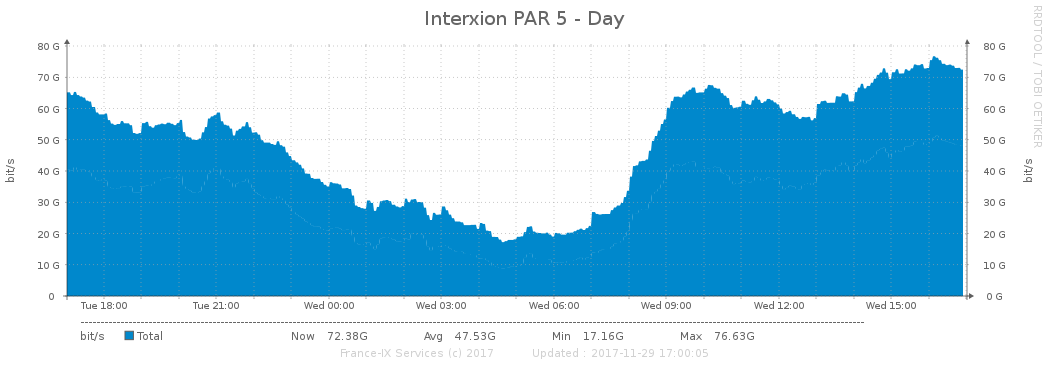 Interxion PAR 5 - Day
RRDTOOL / TOBI OETIKER
80 G 80 G
70 G 70 G
60 G 60 G
50 G 50 G
40 G 40 G
30 G 30 G
20 G 20 G
10 G 10 G
0 0 G
bit/s bit/s
Tue 18:00 Tue 21:00 Wed 00:00 Wed 03:00 Wed 06:00 Wed 09:00 Wed 12:00 Wed 15:00
bit/s Total Now 72.38G Avg 47.53G Min 17.16G Max 76.63G
France-IX Services (c) 2017 Updated : 2017-11-29 17:00:05